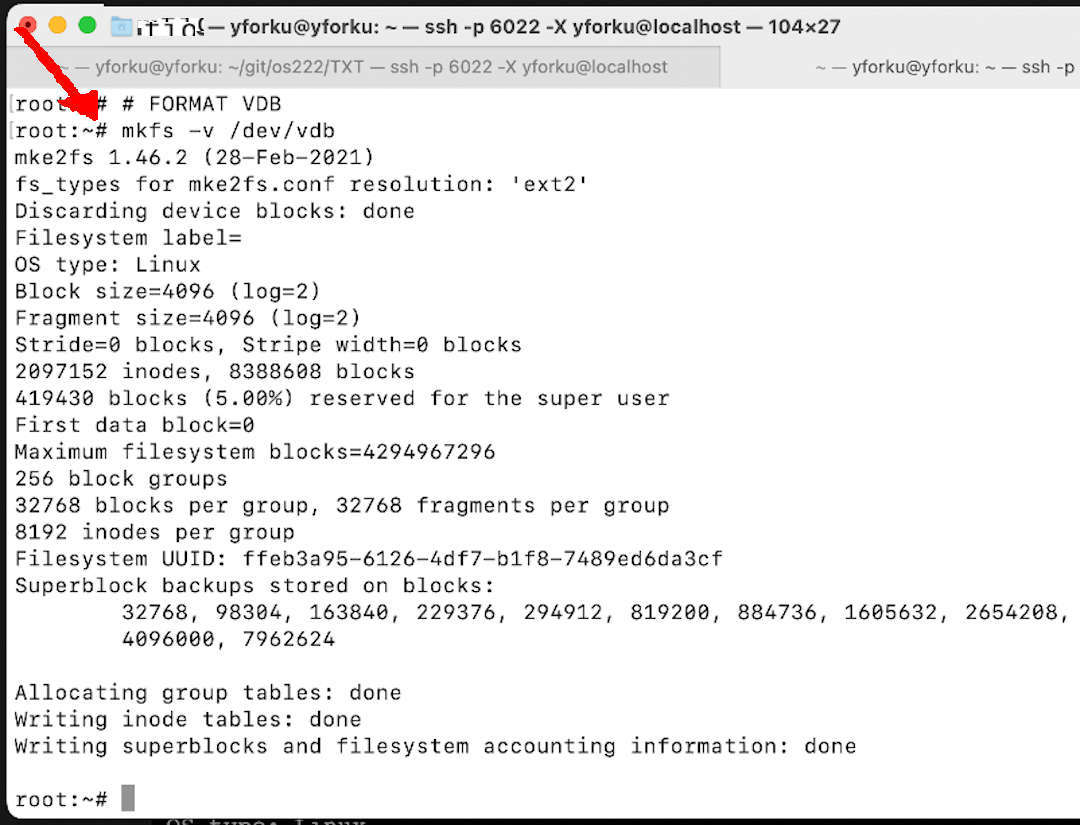 — yforku@yforku: ~ — ssh -p 6022 -X yforku@localhost — 104×27
~ — yforku@yforku: ~/git/os222/TXT — ssh -p 6022 -X yforku@localhost
~ — yforku@yforku: ~ — ssh -p
[root:~# # FORMAT VDB
[root:~# mkfs -v /dev/vdb
mke2fs 1.46.2 (28-Feb-2021)
fs_types for mke2fs.conf resolution: 'ext2'
Discarding device blocks: done
Filesystem label=
OS type: Linux
Block size=4096 (log=2)
Fragment size=4096 (log=2)
Stride=0 blocks, Stripe width=0 blocks
2097152 inodes, 8388608 blocks
419430 blocks (5.00%) reserved for the super user
First data block=0
Maximum filesystem blocks=4294967296
256 block groups
32768 blocks per group, 32768 fragments per group
8192 inodes per group
Filesystem UUID: ffeb3a95-6126-4df7-b1f8-7489ed6da3cf
Superblock backups stored on blocks:
32768, 98304, 163840, 229376, 294912, 819200, 884736, 1605632, 2654208,
4096000, 7962624
Allocating group tables: done
Writing inode tables: done
Writing superblocks and filesystem accounting information: done
root:~#
OS type: Linux